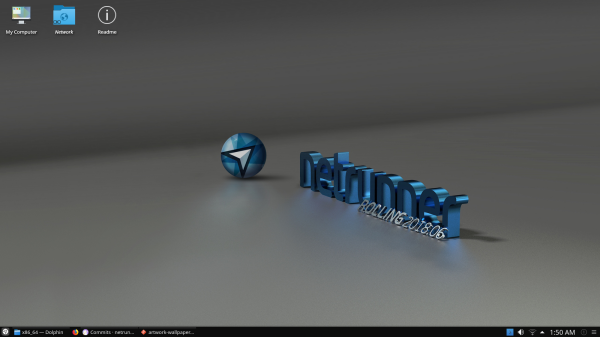 My Computer
Network
Readme
netrunner
ROLLING 2018.06
x86_64 — Dolphin
Commits · netrun...
artwork-wallpaper...
1:50 AM